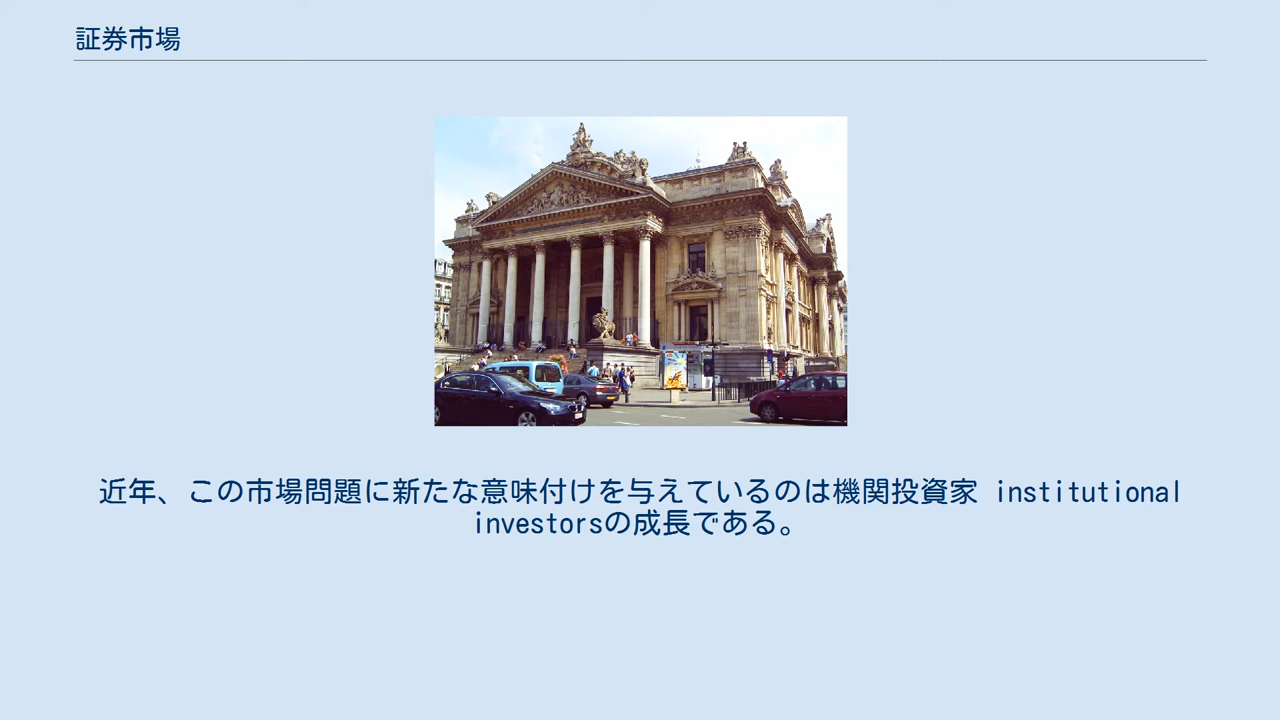 証券市場
近年、この市場問題に新たな意味付けを与えているのは機関投資家 institutional
investorsの成長である。